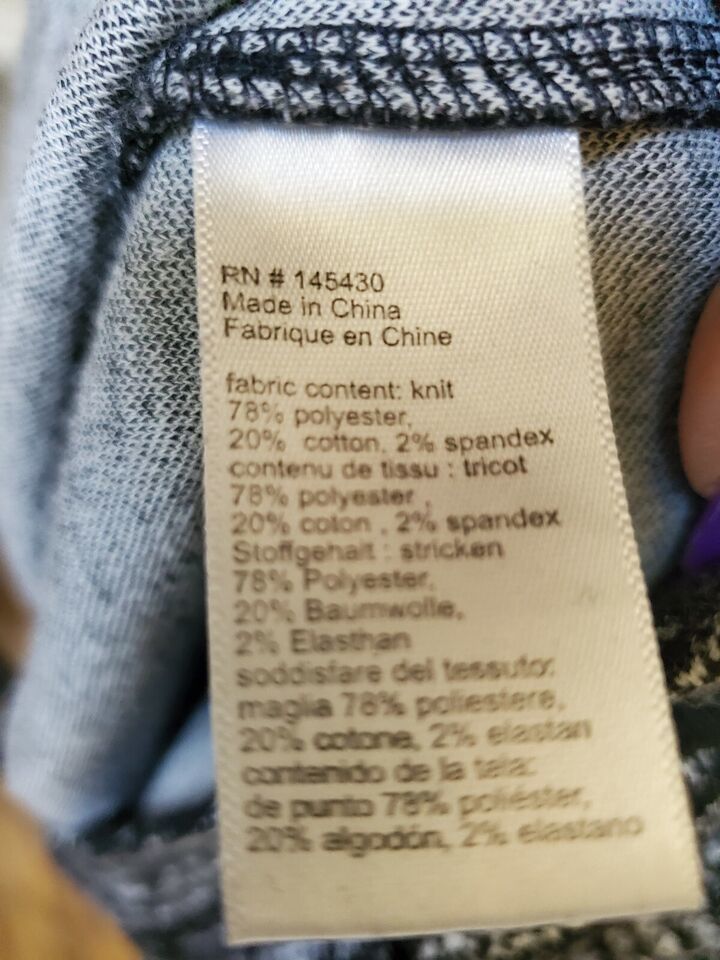 RN # 145430
Made in China
Fabrique en Chine
fabric content: knit
78% polyester,
20% cotton, 2% spandex
contenu de tissu : tricot
78% polyester ,
20% coton , 2% spandex
Stoffgehalt : stricken
78% Polyester,
20% Baumwolle,
2% Elasthan
soddisfare del tessuto:
maglia 78% poliestere,
20% cotone, 2% elastan
contenido de la tela:
de punto 78% poliéster,
20% algodón, 2% elastano